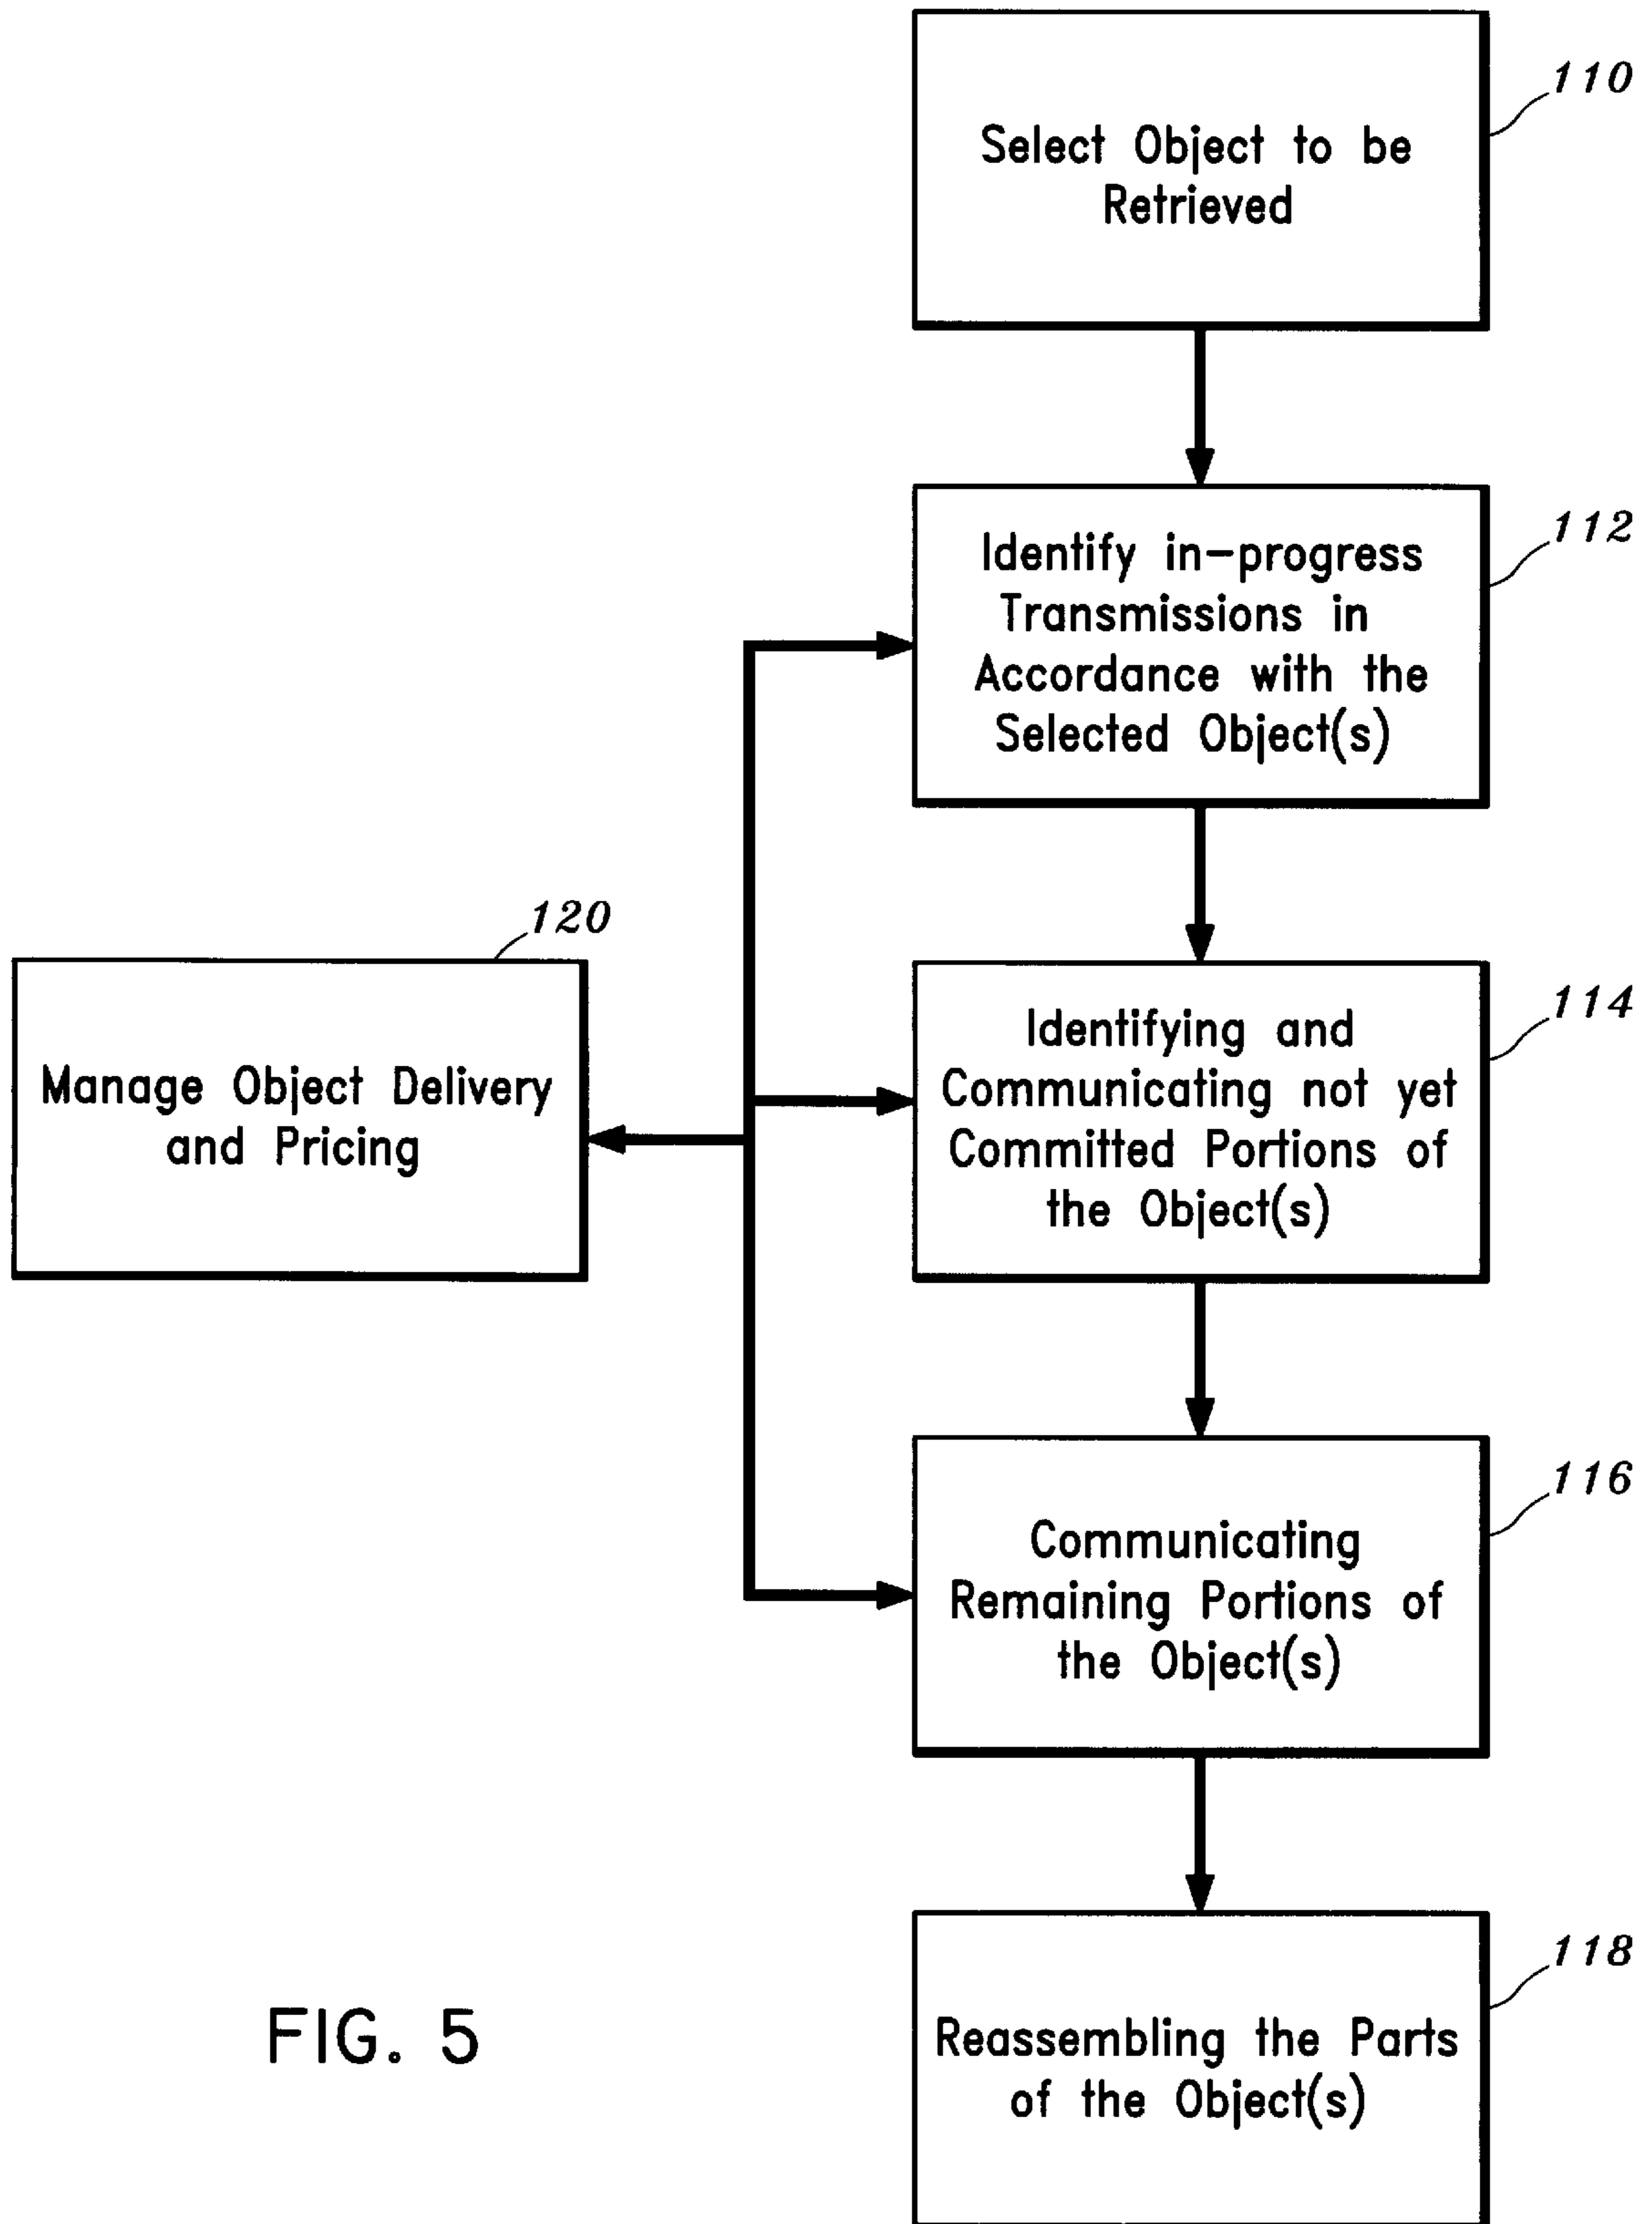 110
Select Object to be
Retrieved
112
Identify in-progress
Transmissions in
Accordance with the
Selected Object(s)
120
Manage Object Delivery
and Pricing
114
Identifying and
Communicating not yet
Committed Portions of
the Object(s)
116
Communicating
Remaining Portions of
the Object(s)
118
Reassembling the Parts
of the Object(s)
FIG. 5